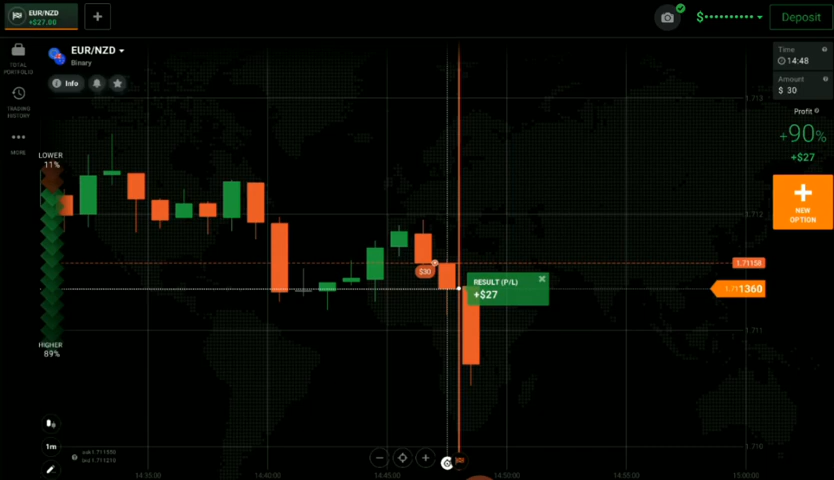 EUR/NZD
+$27.00
$••••••••••
Deposit
EUR/NZD
Binary
Info
TOTAL
PORTFOLIO
TRADING
HISTORY
MORE
LOWER
11%
HIGHER
89%
Time
14:48
Amount
$ 30
Profit
+90%
+$27
NEW
OPTION
1.713
1.712
1.71158
1.711360
1.711
1.710
$30
RESULT (P/L)
+$27
1m
14:35:00
14:40:00
14:45:00
14:50:00
14:55:00
15:00:00